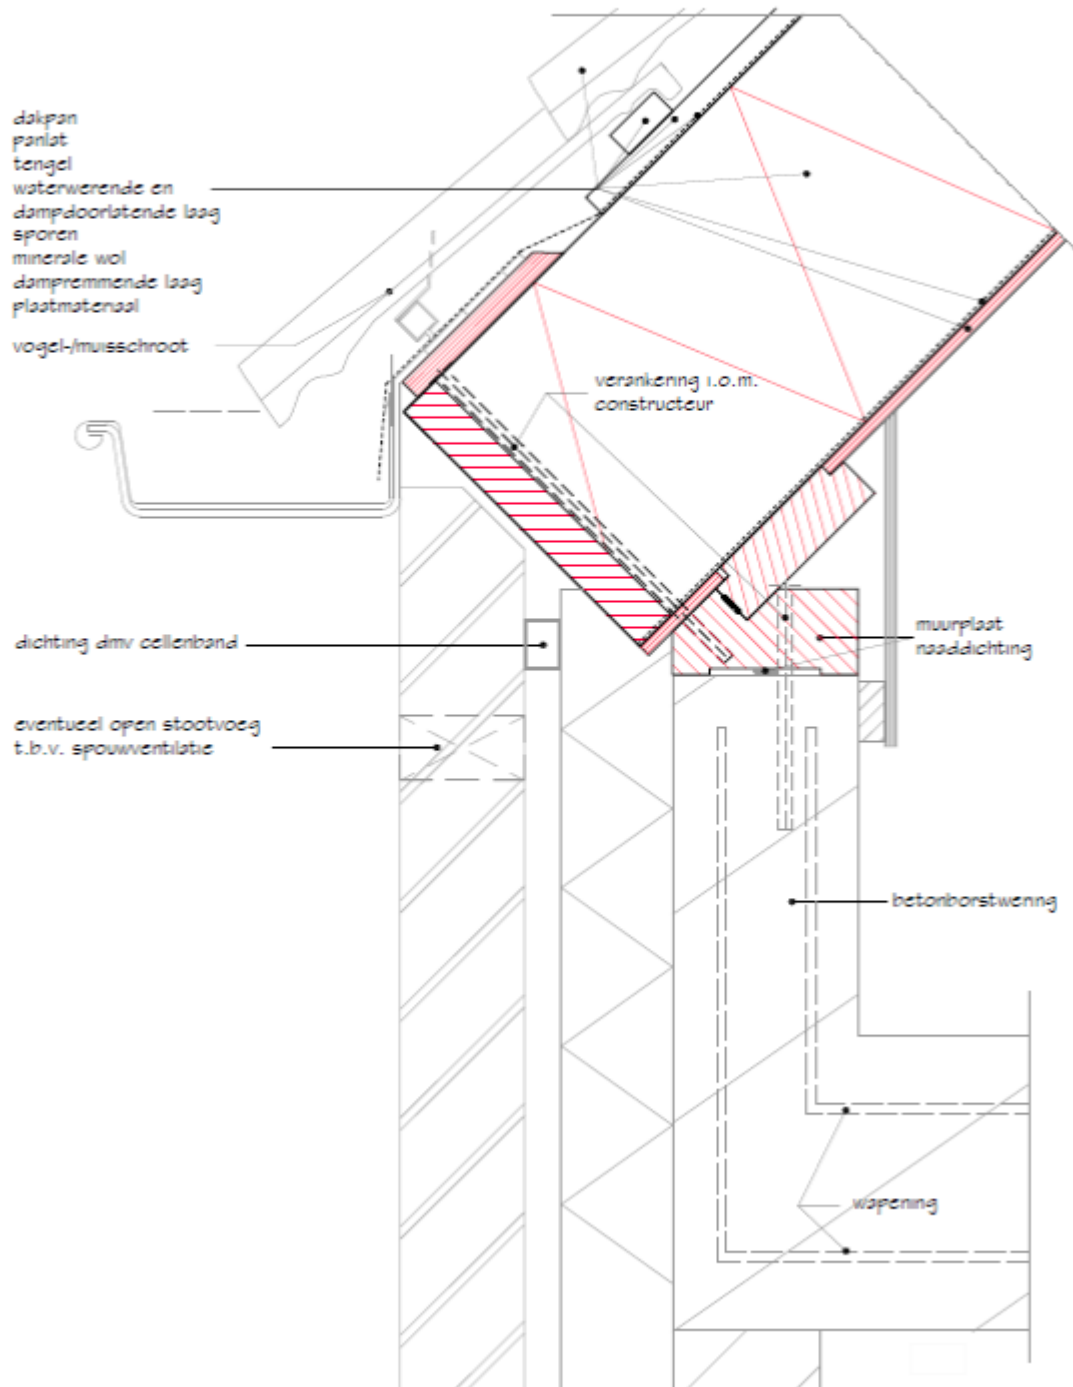 dakpan
panlat
tengel
waterwerende en
dampdoorlatende laag
sporen
minerale wol
dampremmende laag
plaatmateriaal
vogel-/muisschroot
verankering i.o.m.
constructeur
dichting dmv cellenband
muurplaat
naaddichting
eventueel open stootvoeg
t.b.v. spouwventilatie
betonborstwering
wapening